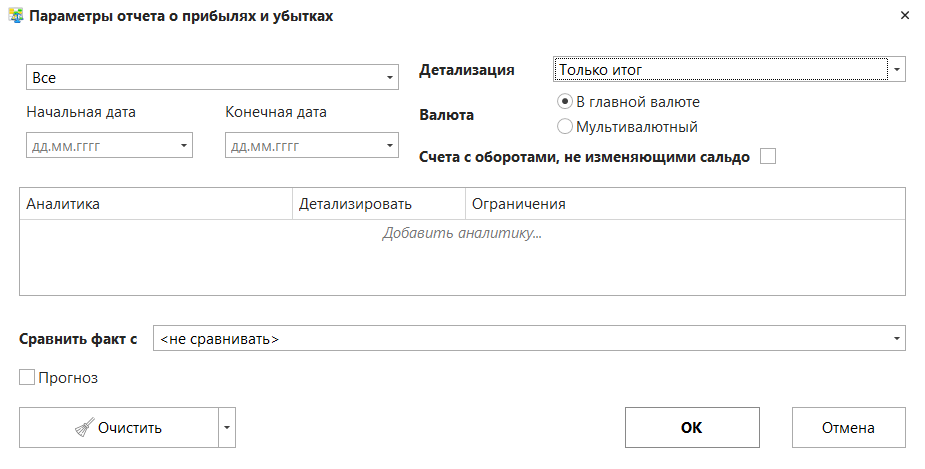 Параметры отчета о прибылях и убытках
Все
Детализация
Только итог
Начальная дата
Конечная дата
Валюта
В главной валюте
Мультивалютный
дд.мм.гггг
дд.мм.гггг
Счета с оборотами, не изменяющими сальдо
Аналитика
Детализировать
Ограничения
Добавить аналитику...
Сравнить факт с
<не сравнивать>
Прогноз
Очистить
OK
Отмена